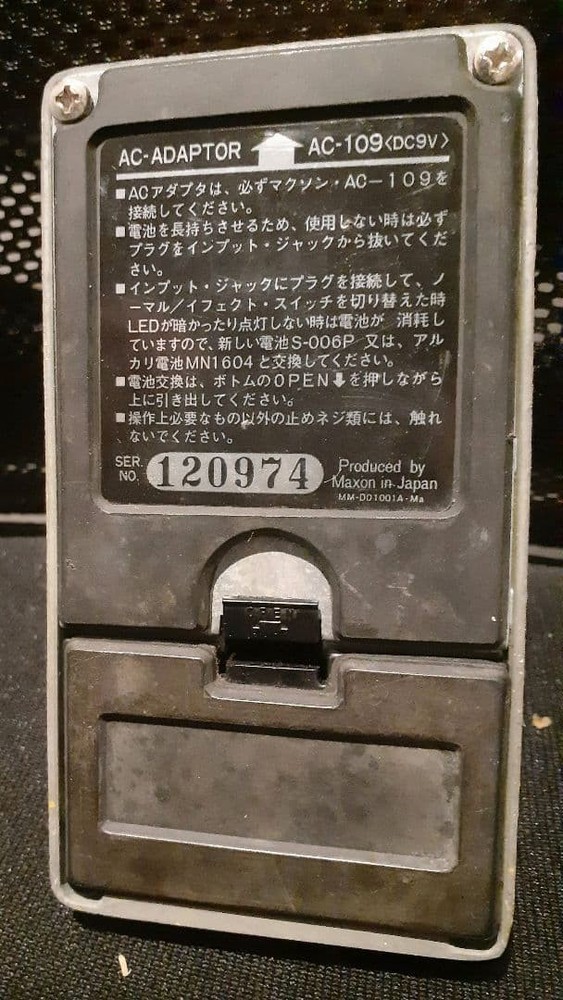 AC-ADAPTOR AC-109<DC9V>
■ACアダプタは、必ずマクソン・AC-109を
接続してください。
■電池を長持ちさせるため、使用しない時は必ず
プラグをインプット・ジャックから抜いてくだ
さい。
■インプット・ジャックにプラグを接続して、ノ
ーマル/イフェクト・スイッチを切り替えた時
LEDが暗かったり点灯しない時は電池が 消耗し
ていますので、新しい電池S-006P 又は、アル
カリ電池MN1604と交換してください。
■電池交換は、ボトムのOPEN⬇を押しながら
上に引き出してください。
■操作上必要なもの以外の止めネジ類には、触れ
ないでください。
SER.
NO. 120974
Produced by
Maxon in Japan
MM-D01001A-Ma
OPEN